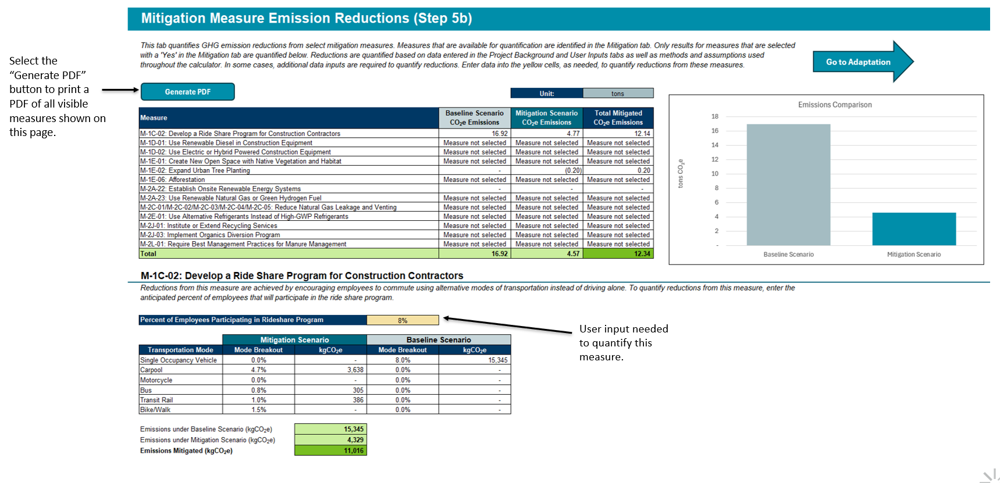 Mitigation Measure Emission Reductions (Step 5b)
This tab quantifies GHG emission reductions from select mitigation measures. Measures that are available for quantification are identified in the Mitigation tab. Only results for measures that are selected
with a 'Yes' in the Mitigation tab are quantified below. Reductions are quantified based on data entered in the Project Background and User Inputs tabs as well as methods and assumptions used
throughout the calculator. In some cases, additional data inputs are required to quantify reductions. Enter data into the yellow cells, as needed, to quantify reductions from these measures.
Go to Adaptation
Select the
“Generate PDF”
button to print a
PDF of all visible
measures shown on
this page.
Generate PDF
Unit: tons
Measure Baseline Scenario CO₂e Emissions Mitigation Scenario CO₂e Emissions Total Mitigated CO₂e Emissions
M-1C-02: Develop a Ride Share Program for Construction Contractors 16.92 4.77 12.14
M-1D-01: Use Renewable Diesel in Construction Equipment Measure not selected Measure not selected Measure not selected
M-1D-02: Use Electric or Hybrid Powered Construction Equipment Measure not selected Measure not selected Measure not selected
M-1E-01: Create New Open Space with Native Vegetation and Habitat Measure not selected Measure not selected Measure not selected
M-1E-02: Expand Urban Tree Planting - (0.20) 0.20
M-1E-06: Afforestation Measure not selected Measure not selected Measure not selected
M-2A-22: Establish Onsite Renewable Energy Systems - - -
M-2A-23: Use Renewable Natural Gas or Green Hydrogen Fuel Measure not selected Measure not selected Measure not selected
M-2C-01/M-2C-02/M-2C-03/M-2C-04/M-2C-05: Reduce Natural Gas Leakage and Venting Measure not selected Measure not selected Measure not selected
M-2E-01: Use Alternative Refrigerants Instead of High-GWP Refrigerants Measure not selected Measure not selected Measure not selected
M-2J-01: Institute or Extend Recycling Services Measure not selected Measure not selected Measure not selected
M-2J-03: Implement Organics Diversion Program Measure not selected Measure not selected Measure not selected
M-2L-01: Require Best Management Practices for Manure Management Measure not selected Measure not selected Measure not selected
Total 16.92 4.57 12.34
Emissions Comparison
tons CO₂e
18
16
14
12
10
8
6
4
2
-
Baseline Scenario Mitigation Scenario
M-1C-02: Develop a Ride Share Program for Construction Contractors
Reductions from this measure are achieved by encouraging employees to commute using alternative modes of transportation instead of driving alone. To quantify reductions from this measure, enter the
anticipated percent of employees that will participate in the ride share program.
Percent of Employees Participating in Rideshare Program 8%
User input needed
to quantify this
measure.
Mitigation Scenario Baseline Scenario
Transportation Mode Mode Breakout kgCO₂e Mode Breakout kgCO₂e
Single Occupancy Vehicle 0.0% - 8.0% 15,345
Carpool 4.7% 3,638 0.0% -
Motorcycle 0.0% - 0.0% -
Bus 0.8% 305 0.0% -
Transit Rail 1.0% 386 0.0% -
Bike/Walk 1.5% - 0.0% -
Emissions under Baseline Scenario (kgCO₂e) 15,345
Emissions under Mitigation Scenario (kgCO₂e) 4,329
Emissions Mitigated (kgCO₂e) 11,016